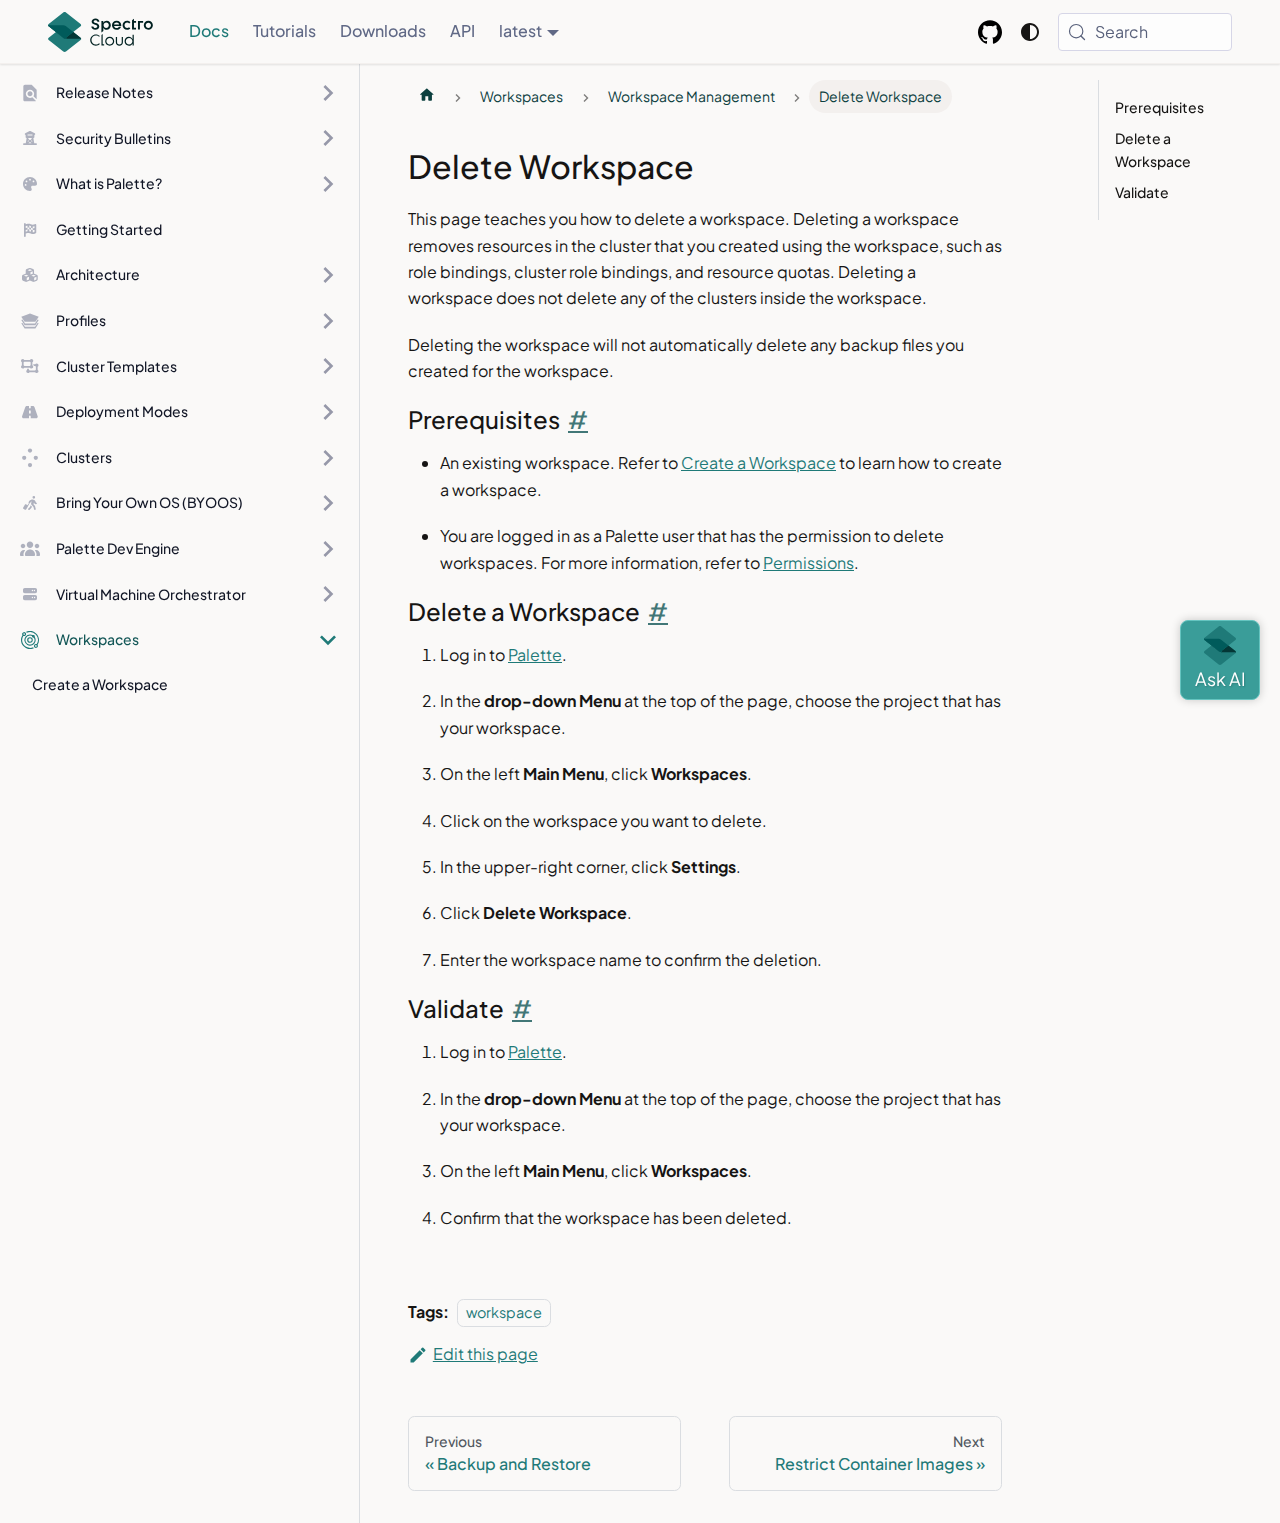 Spectro Cloud
Docs
Tutorials
Downloads
API
latest
Search
Release Notes
Security Bulletins
What is Palette?
Getting Started
Architecture
Profiles
Cluster Templates
Deployment Modes
Clusters
Bring Your Own OS (BYOOS)
Palette Dev Engine
Virtual Machine Orchestrator
Workspaces
Create a Workspace
Workspaces
Workspace Management
Delete Workspace
Delete Workspace
This page teaches you how to delete a workspace. Deleting a workspace
removes resources in the cluster that you created using the workspace, such as
role bindings, cluster role bindings, and resource quotas. Deleting a
workspace does not delete any of the clusters inside the workspace.
Deleting the workspace will not automatically delete any backup files you
created for the workspace.
Prerequisites #
An existing workspace. Refer to Create a Workspace to learn how to create
a workspace.
You are logged in as a Palette user that has the permission to delete
workspaces. For more information, refer to Permissions.
Delete a Workspace #
1. Log in to Palette.
2. In the drop-down Menu at the top of the page, choose the project that has
your workspace.
3. On the left Main Menu, click Workspaces.
4. Click on the workspace you want to delete.
5. In the upper-right corner, click Settings.
6. Click Delete Workspace.
7. Enter the workspace name to confirm the deletion.
Validate #
1. Log in to Palette.
2. In the drop-down Menu at the top of the page, choose the project that has
your workspace.
3. On the left Main Menu, click Workspaces.
4. Confirm that the workspace has been deleted.
Tags: workspace
Edit this page
Previous
« Backup and Restore
Next
Restrict Container Images »
Prerequisites
Delete a
Workspace
Validate
Ask AI